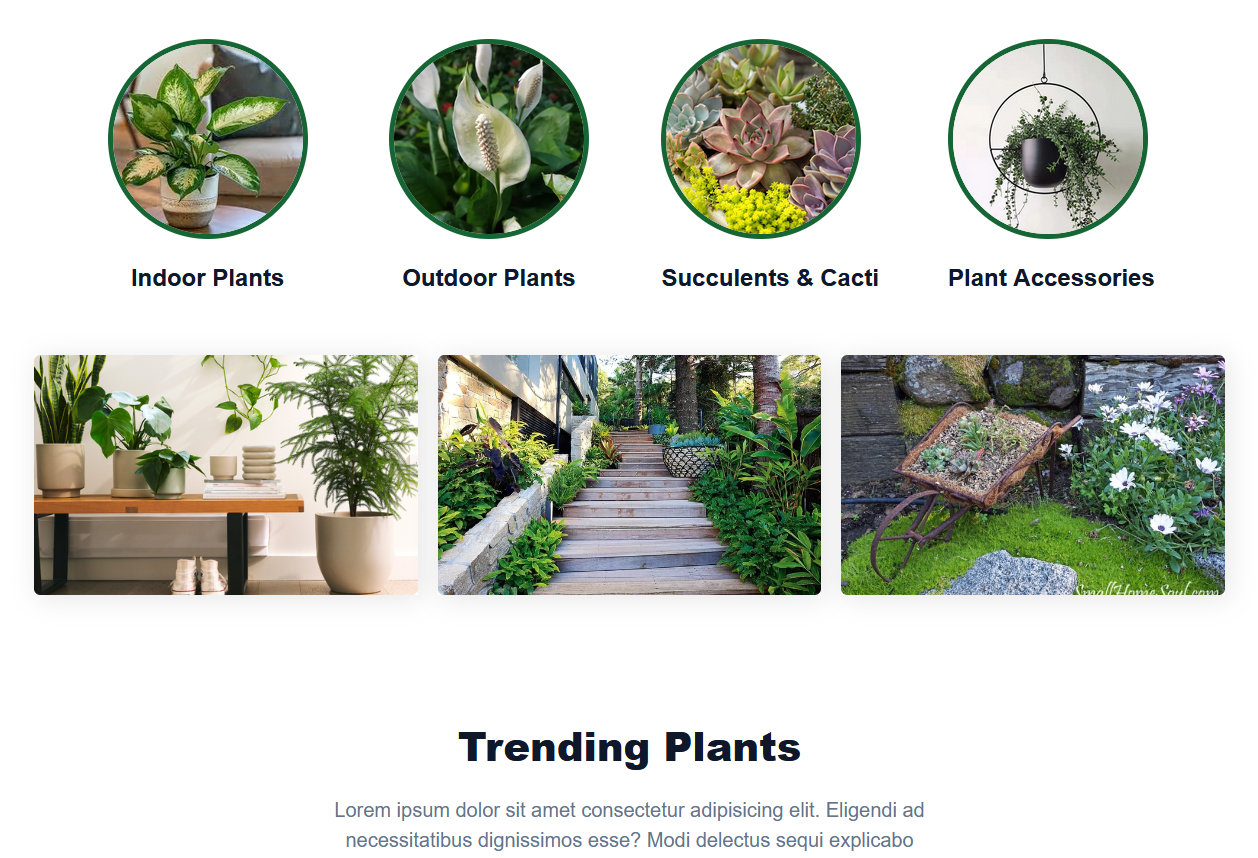 Indoor Plants
Outdoor Plants
Succulents & Cacti
Plant Accessories
SmallHomeSoul.com
Trending Plants
Lorem ipsum dolor sit amet consectetur adipisicing elit. Eligendi ad
necessitatibus dignissimos esse? Modi delectus sequi explicabo